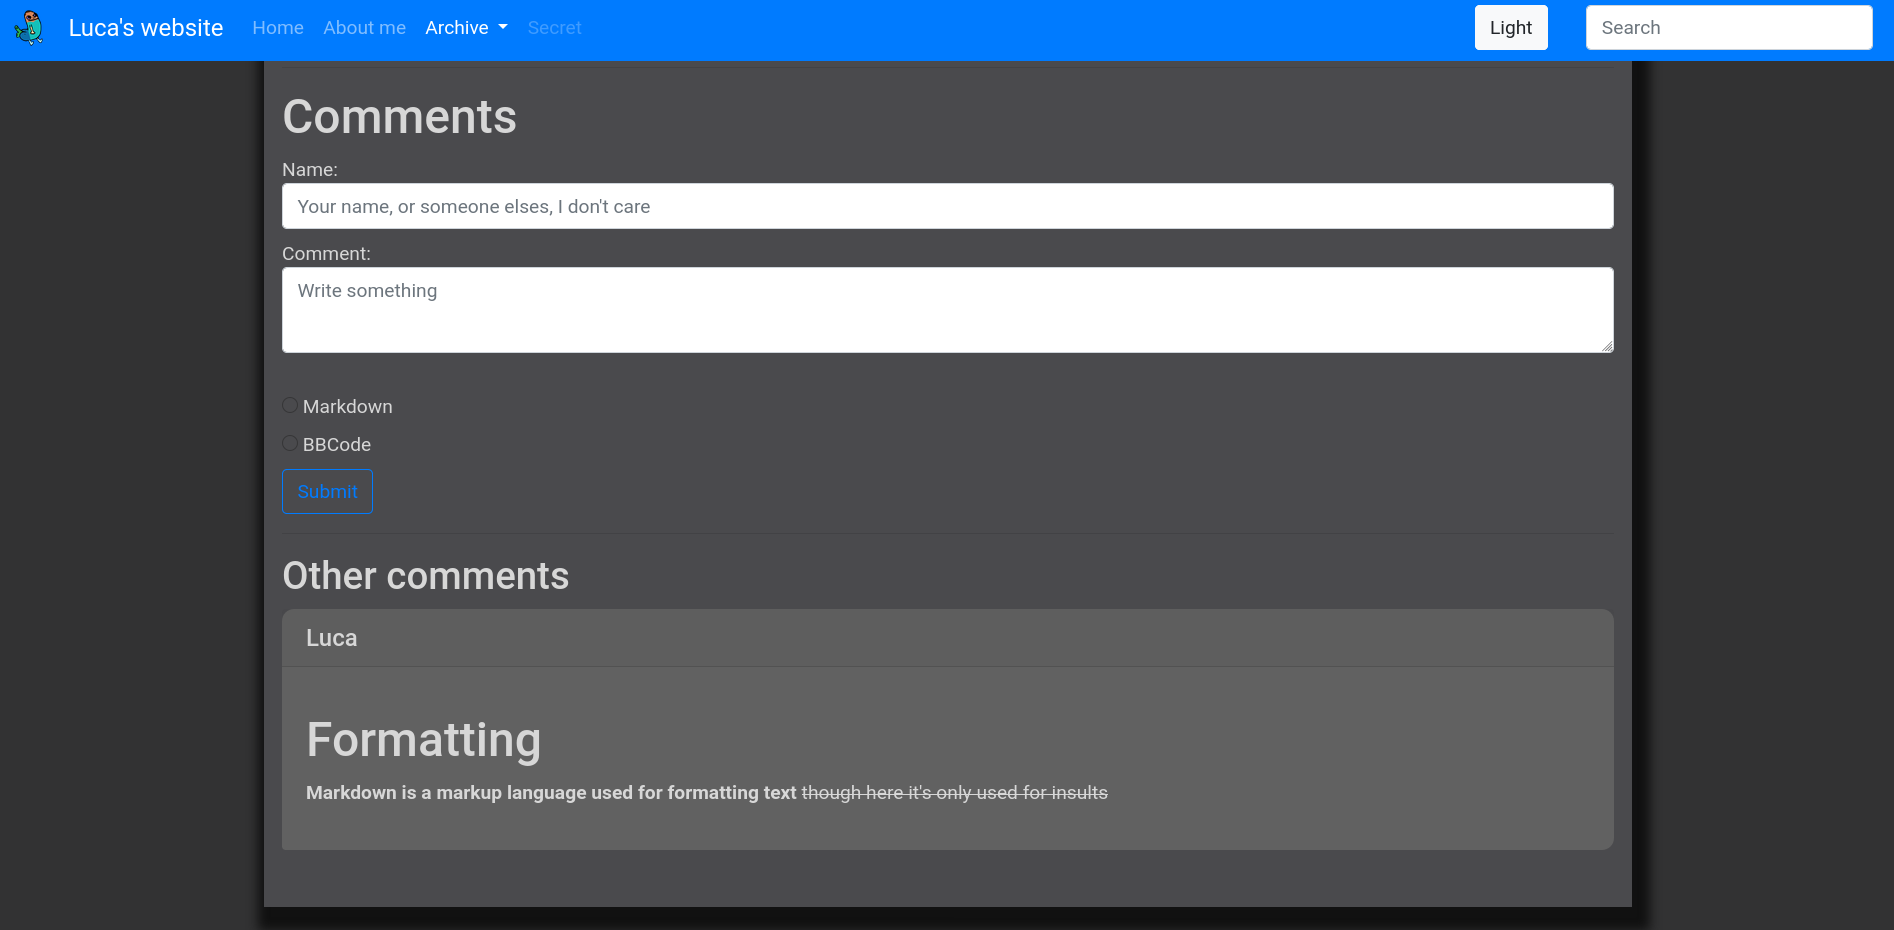 Luca's website Home About me Archive Secret Light Search
Comments
Name:
Your name, or someone elses, I don't care
Comment:
Write something
Markdown
BBCode
Submit
Other comments
Luca
Formatting
Markdown is a markup language used for formatting text though here it's only used for insults